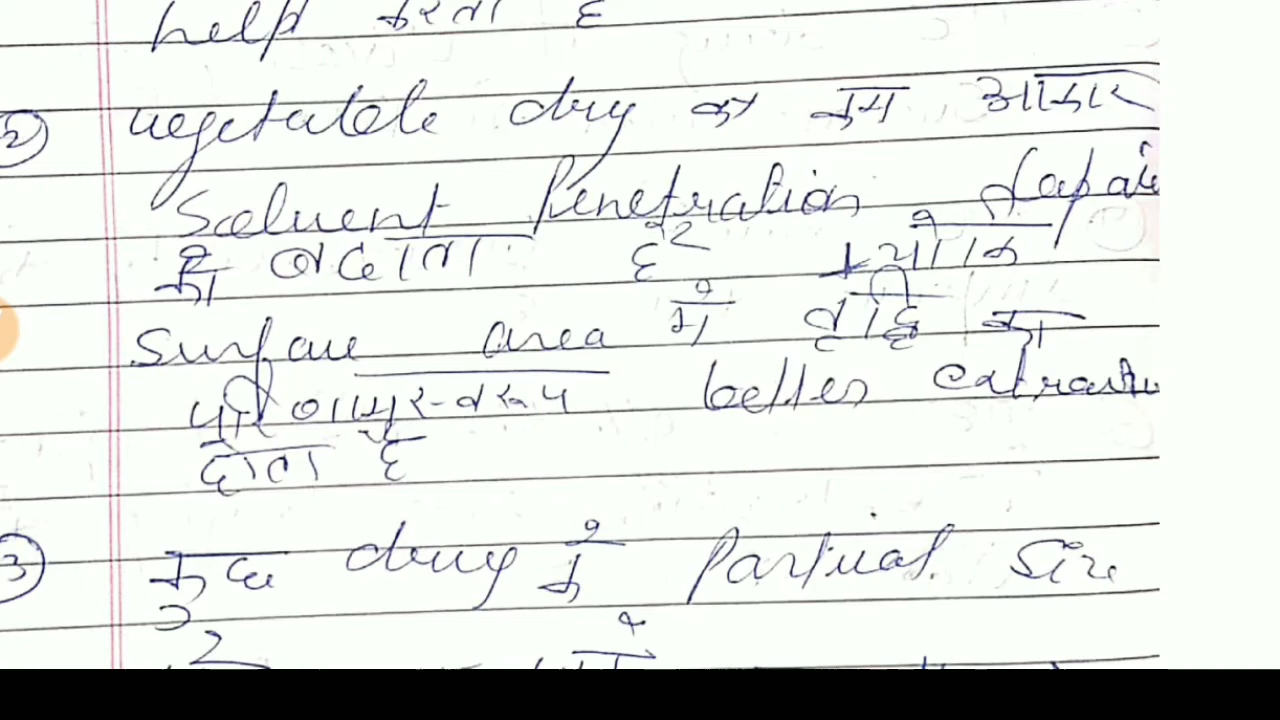 help करता है
② vegetable drug का कम आकार
Solvent Penetration
को बढ़ाता है क्योंकि
Surface area में वृद्धि के
परिणामस्वरूप better extraction
होता है
③ कुछ drug के Partical size